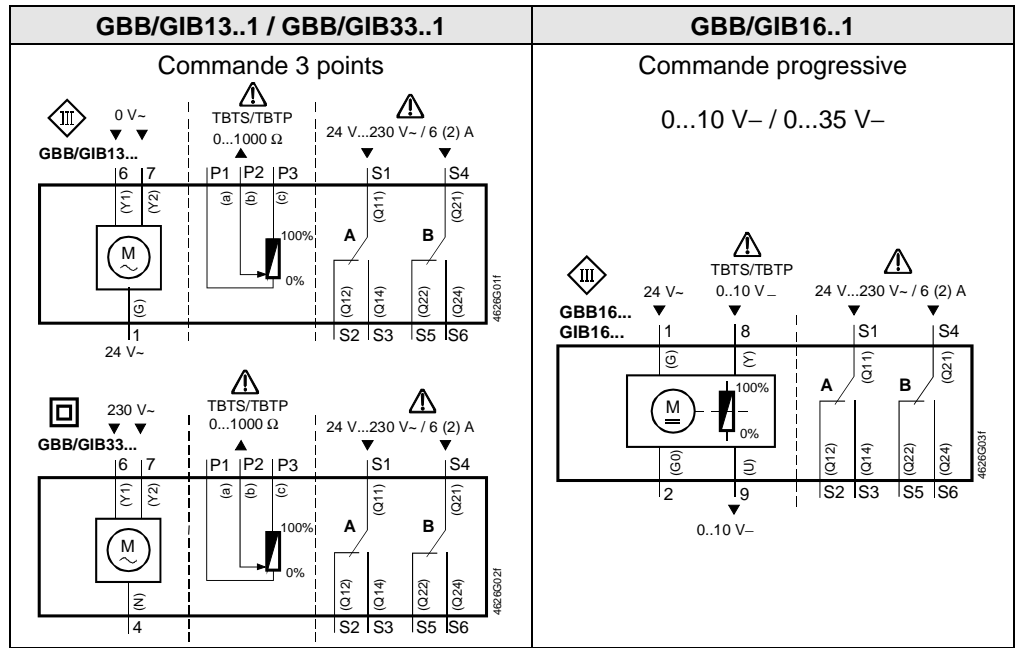 GBB/GIB13..1 / GBB/GIB33..1
Commande 3 points
III
0 V~
TBTS/TBTP
0...1000 Ω
24 V...230 V~ / 6 (2) A
GBB/GIB13...
6 7 P1 P2 P3 S1 S4
(Y1) (Y2) (a) (b) (c) (Q11) (Q21)
M
~
100%
0%
A B
(G) (Q12) (Q14) (Q22) (Q24)
1 S2 S3 S5 S6
24 V~
4626G01f
230 V~
TBTS/TBTP
0...1000 Ω
24 V...230 V~ / 6 (2) A
GBB/GIB33...
6 7 P1 P2 P3 S1 S4
(Y1) (Y2) (a) (b) (c) (Q11) (Q21)
M
~
100%
0%
A B
(N) (Q12) (Q14) (Q22) (Q24)
4 S2 S3 S5 S6
4626G02f
GBB/GIB16..1
Commande progressive
0...10 V– / 0...35 V–
III
24 V~
TBTS/TBTP
0..10 V–
24 V...230 V~ / 6 (2) A
GBB16...
GIB16...
1 8 S1 S4
(G) (Y) (Q11) (Q21)
M
100%
0%
A B
(G0) (U) (Q12) (Q14) (Q22) (Q24)
2 9 S2 S3 S5 S6
0..10 V–
4626G03f